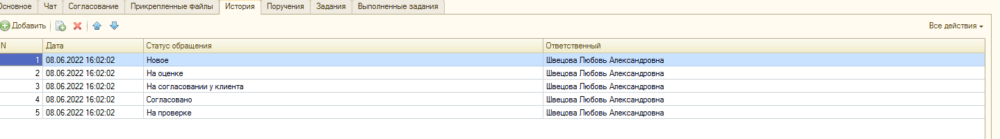 Основное Чат Согласование Прикрепленные файлы История Поручения Задания Выполненные задания
Добавить Все действия
N Дата Статус обращения Ответственный
1 08.06.2022 16:02:02 Новое Швецова Любовь Александровна
2 08.06.2022 16:02:02 На оценке Швецова Любовь Александровна
3 08.06.2022 16:02:02 На согласовании у клиента Швецова Любовь Александровна
4 08.06.2022 16:02:02 Согласовано Швецова Любовь Александровна
5 08.06.2022 16:02:02 На проверке Швецова Любовь Александровна